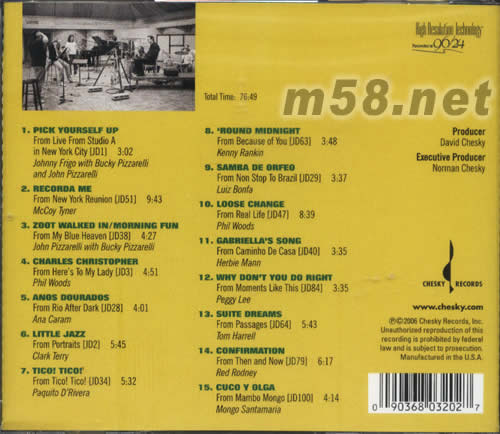 High Resolution Technology
Recorded at 96/24
Total Time: 76:49
m58.net
1. PICK YOURSELF UP
From Live From Studio A
in New York City [JD1] 3:02
Johnny Frigo with Bucky Pizzarelli
and John Pizzarelli
2. RECORDA ME
From New York Reunion [JD51] 9:43
McCoy Tyner
3. ZOOT WALKED IN/MORNING FUN
From My Blue Heaven [JD38] 4:27
John Pizzarelli with Bucky Pizzarelli
4. CHARLES CHRISTOPHER
From Here's To My Lady [JD3] 4:51
Phil Woods
5. ANOS DOURADOS
From Rio After Dark [JD28] 4:01
Ana Caram
6. LITTLE JAZZ
From Portraits [JD2] 5:45
Clark Terry
7. TICO! TICO!
From Tico! Tico! [JD34] 5:32
Paquito D'Rivera
8. 'ROUND MIDNIGHT
From Because of You [JD63] 3:48
Kenny Rankin
9. SAMBA DE ORFEO
From Non Stop To Brazil [JD29] 3:37
Luiz Bonfa
10. LOOSE CHANGE
From Real Life [JD47] 8:39
Phil Woods
11. GABRIELLA'S SONG
From Caminho De Casa [JD40] 3:35
Herbie Mann
12. WHY DON'T YOU DO RIGHT
From Moments Like This [JD84] 3:35
Peggy Lee
13. SUITE DREAMS
From Passages [JD64] 5:43
Tom Harrell
14. CONFIRMATION
From Then and Now [JD79] 6:17
Red Rodney
15. CUCO Y OLGA
From Mambo Mongo [JD100] 4:14
Mongo Santamaria
Producer
David Chesky
Executive Producer
Norman Chesky
CHESKY RECORDS
www.chesky.com
℗©2006 Chesky Records, Inc.
Unauthorized reproduction of this
recording is prohibited by federal
law and is subject to prosecution.
Manufactured in the U.S.A.
0 90368 03202 7